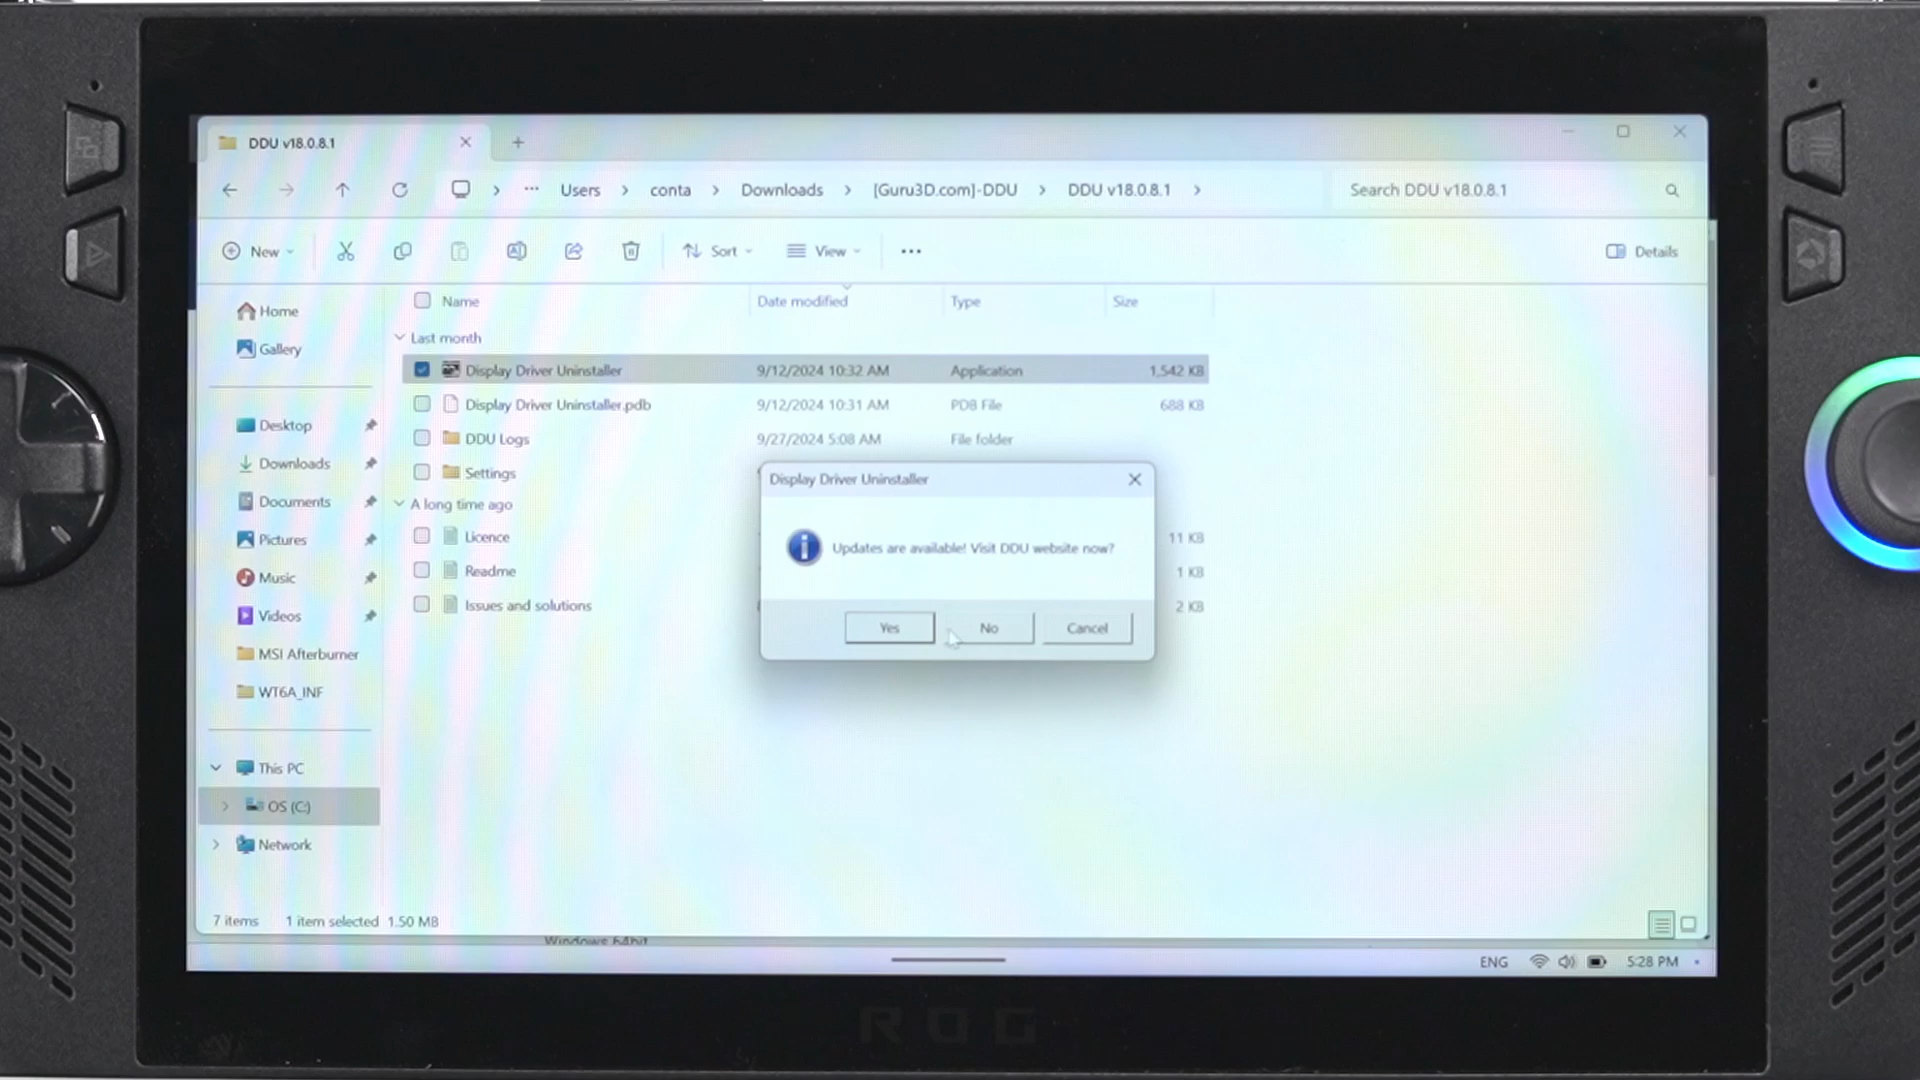 DDU v18.0.8.1
Users > conta > Downloads > [Guru3D.com]-DDU > DDU v18.0.8.1 >
Search DDU v18.0.8.1
New
Sort
View
Details
Home
Gallery
Desktop
Downloads
Documents
Pictures
Music
Videos
MSI Afterburner
WT6A_INF
This PC
OS (C:)
Network
Name Date modified Type Size
Last month
Display Driver Uninstaller 9/12/2024 10:32 AM Application 1,542 KB
Display Driver Uninstaller.pdb 9/12/2024 10:31 AM PDB File 688 KB
DDU Logs 9/27/2024 5:08 AM File folder
Settings
A long time ago
Licence 11 KB
Readme 1 KB
Issues and solutions 2 KB
Display Driver Uninstaller
Updates are available! Visit DDU website now?
Yes No Cancel
7 items 1 item selected 1.50 MB
Windows 64bit
ENG 5:28 PM
ROG